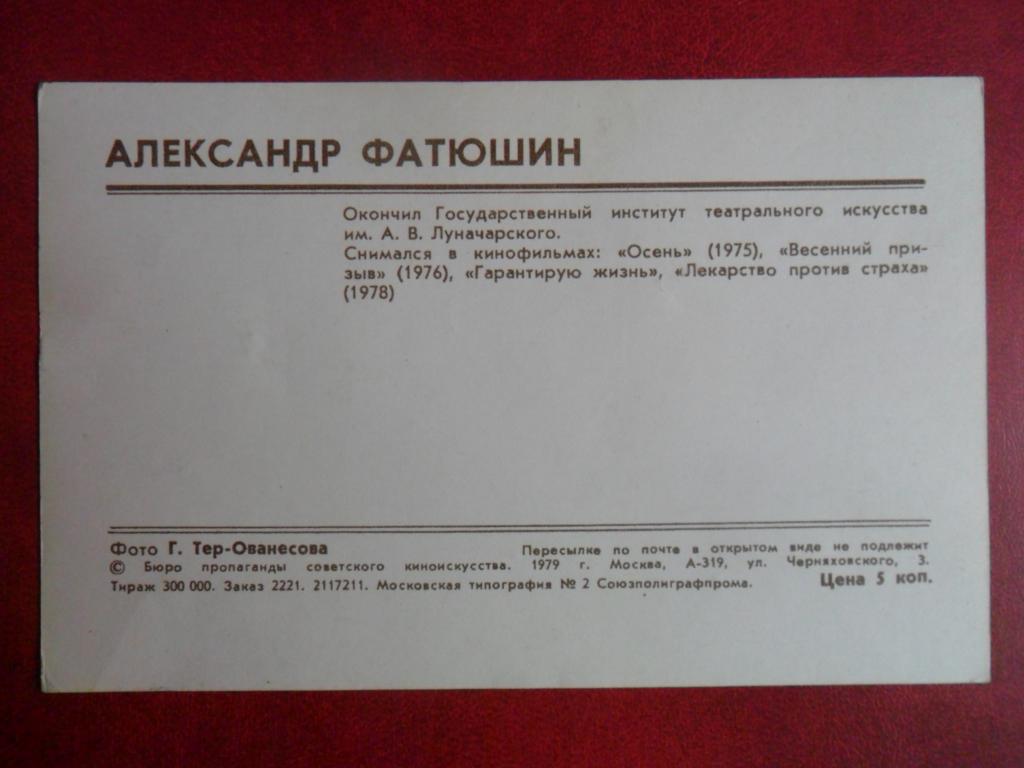 АЛЕКСАНДР ФАТЮШИН
Окончил Государственный институт театрального искусства
им. А. В. Луначарского.
Снимался в кинофильмах: «Осень» (1975), «Весенний при-
зыв» (1976), «Гарантирую жизнь», «Лекарство против страха»
(1978)
Фото Г. Тер-Ованесова Пересылке по почте в открытом виде не подлежит
© Бюро пропаганды советского киноискусства. 1979 г. Москва, А-319, ул. Черняховского, 3.
Тираж 300 000. Заказ 2221. 2117211. Московская типография № 2 Союзполиграфпрома. Цена 5 коп.